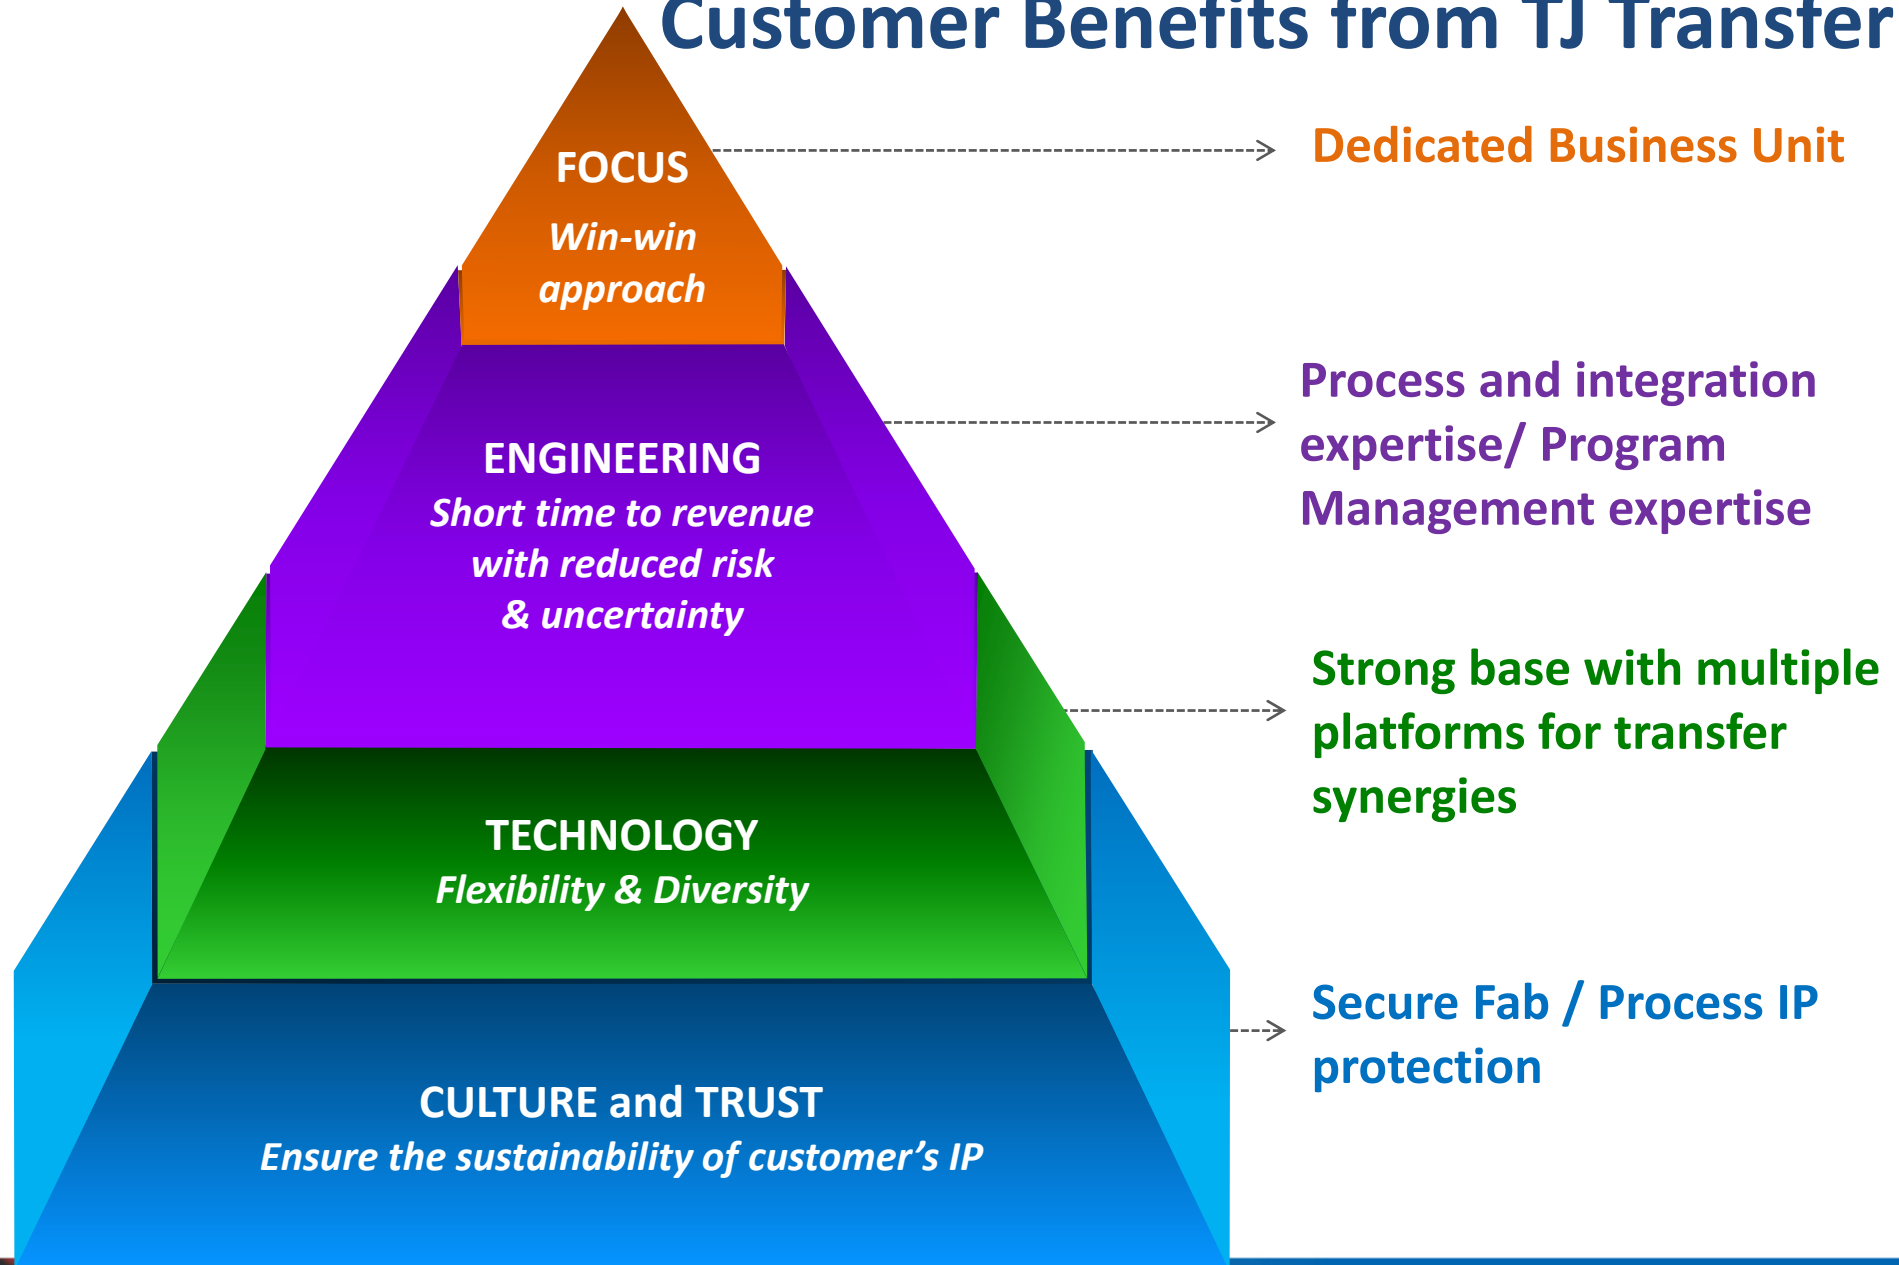 Customer Benefits from TJ Transfer
FOCUS
Win-win
approach
Dedicated Business Unit
ENGINEERING
Short time to revenue
with reduced risk
& uncertainty
Process and integration
expertise/ Program
Management expertise
TECHNOLOGY
Flexibility & Diversity
Strong base with multiple
platforms for transfer
synergies
CULTURE and TRUST
Ensure the sustainability of customer’s IP
Secure Fab / Process IP
protection